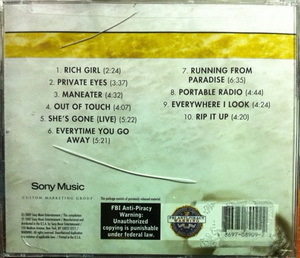 1. RICH GIRL (2:24)
2. PRIVATE EYES (3:37)
3. MANEATER (4:32)
4. OUT OF TOUCH (4:07)
5. SHE'S GONE (LIVE) (5:21)
6. EVERYTIME YOU GO
AWAY (5:21)
7. RUNNING FROM
PARADISE (6:35)
8. PORTABLE RADIO (4:44)
9. EVERYWHERE I LOOK (4:24)
10. RIP IT UP (4:20)
Sony Music
CUSTOM MARKETING GROUP
FBI Anti-Piracy
Warning:
Unauthorized
copying is punishable
under federal law.